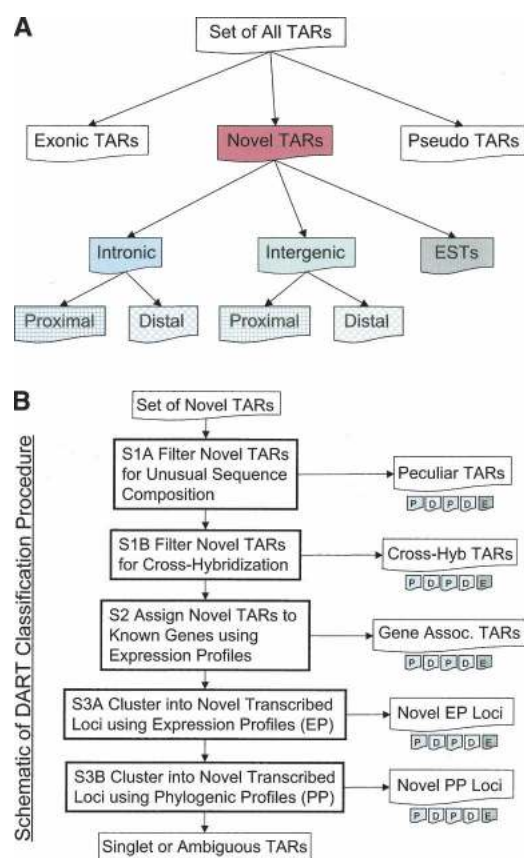 A
Set of All TARs
Exonic TARs
Novel TARs
Pseudo TARs
Intronic
Intergenic
ESTs
Proximal
Distal
Proximal
Distal
B
Schematic of DART Classification Procedure
Set of Novel TARs
S1A Filter Novel TARs
for Unusual Sequence
Composition
Peculiar TARs
P D P D E
S1B Filter Novel TARs
for Cross-Hybridization
Cross-Hyb TARs
P D P D E
S2 Assign Novel TARs to
Known Genes using
Expression Profiles
Gene Assoc. TARs
P D P D E
S3A Cluster into Novel Transcribed
Loci using Expression Profiles (EP)
Novel EP Loci
P D P D E
S3B Cluster into Novel Transcribed
Loci using Phylogenic Profiles (PP)
Novel PP Loci
P D P D E
Singlet or Ambiguous TARs